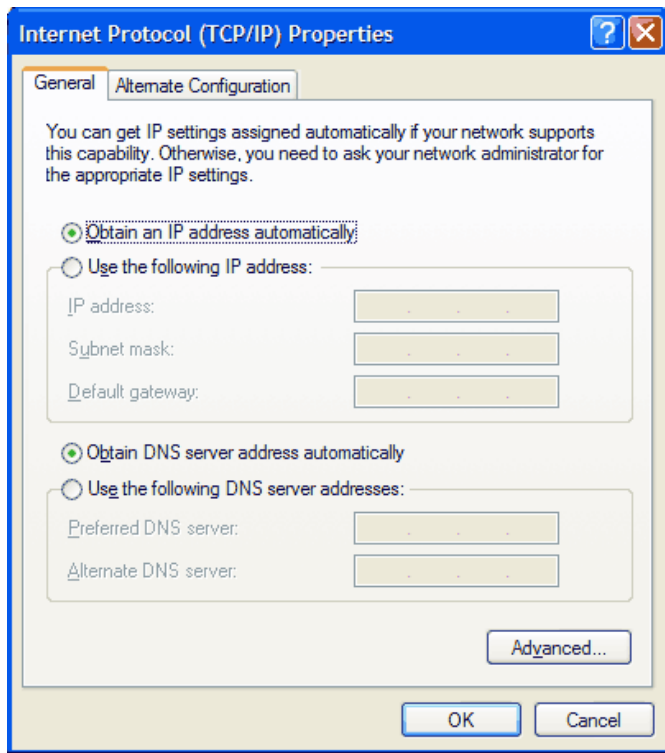 Internet Protocol (TCP/IP) Properties
General
Alternate Configuration
You can get IP settings assigned automatically if your network supports
this capability. Otherwise, you need to ask your network administrator for
the appropriate IP settings.
Obtain an IP address automatically
Use the following IP address:
IP address:
Subnet mask:
Default gateway:
Obtain DNS server address automatically
Use the following DNS server addresses:
Preferred DNS server:
Alternate DNS server:
Advanced...
OK
Cancel